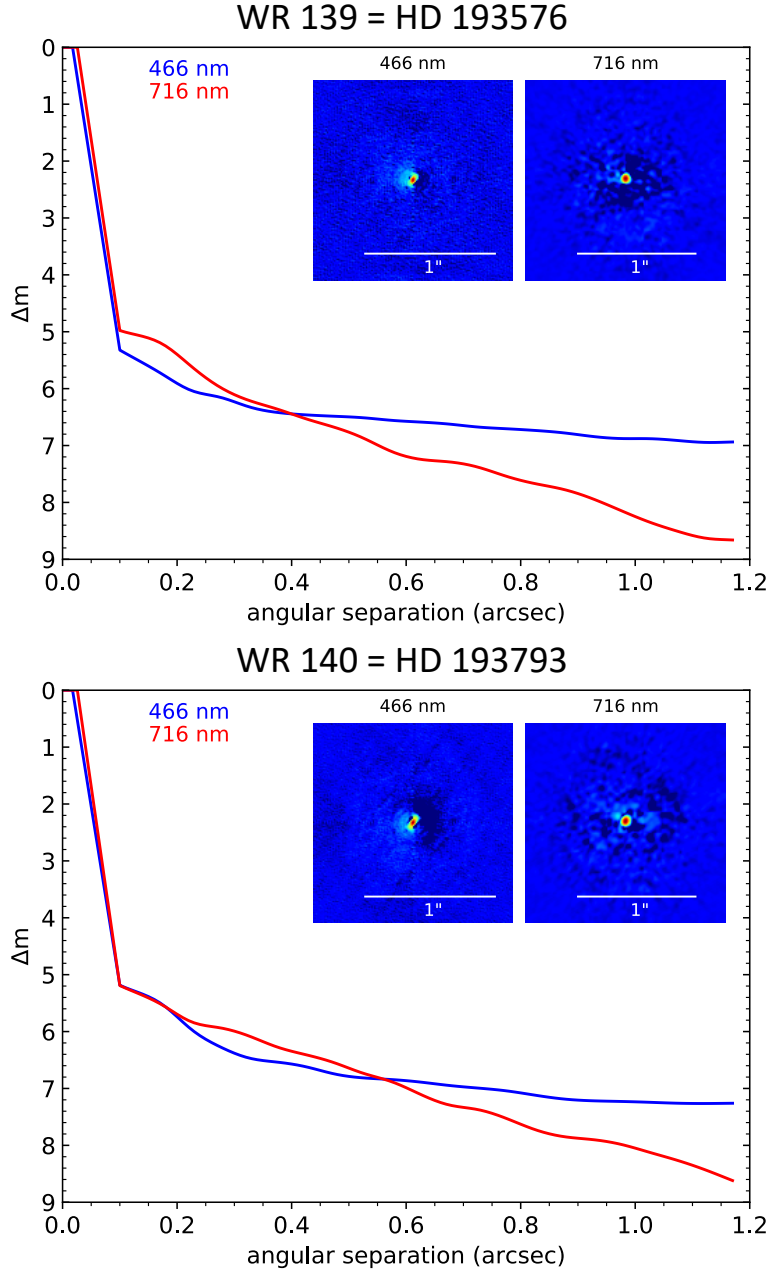 WR 139 = HD 193576
466 nm
716 nm
466 nm
716 nm
1"
1"
0
1
2
3
4
5
6
7
8
9
Δm
0.0
0.2
0.4
0.6
0.8
1.0
1.2
angular separation (arcsec)
WR 140 = HD 193793
466 nm
716 nm
466 nm
716 nm
1"
1"
0
1
2
3
4
5
6
7
8
9
Δm
0.0
0.2
0.4
0.6
0.8
1.0
1.2
angular separation (arcsec)